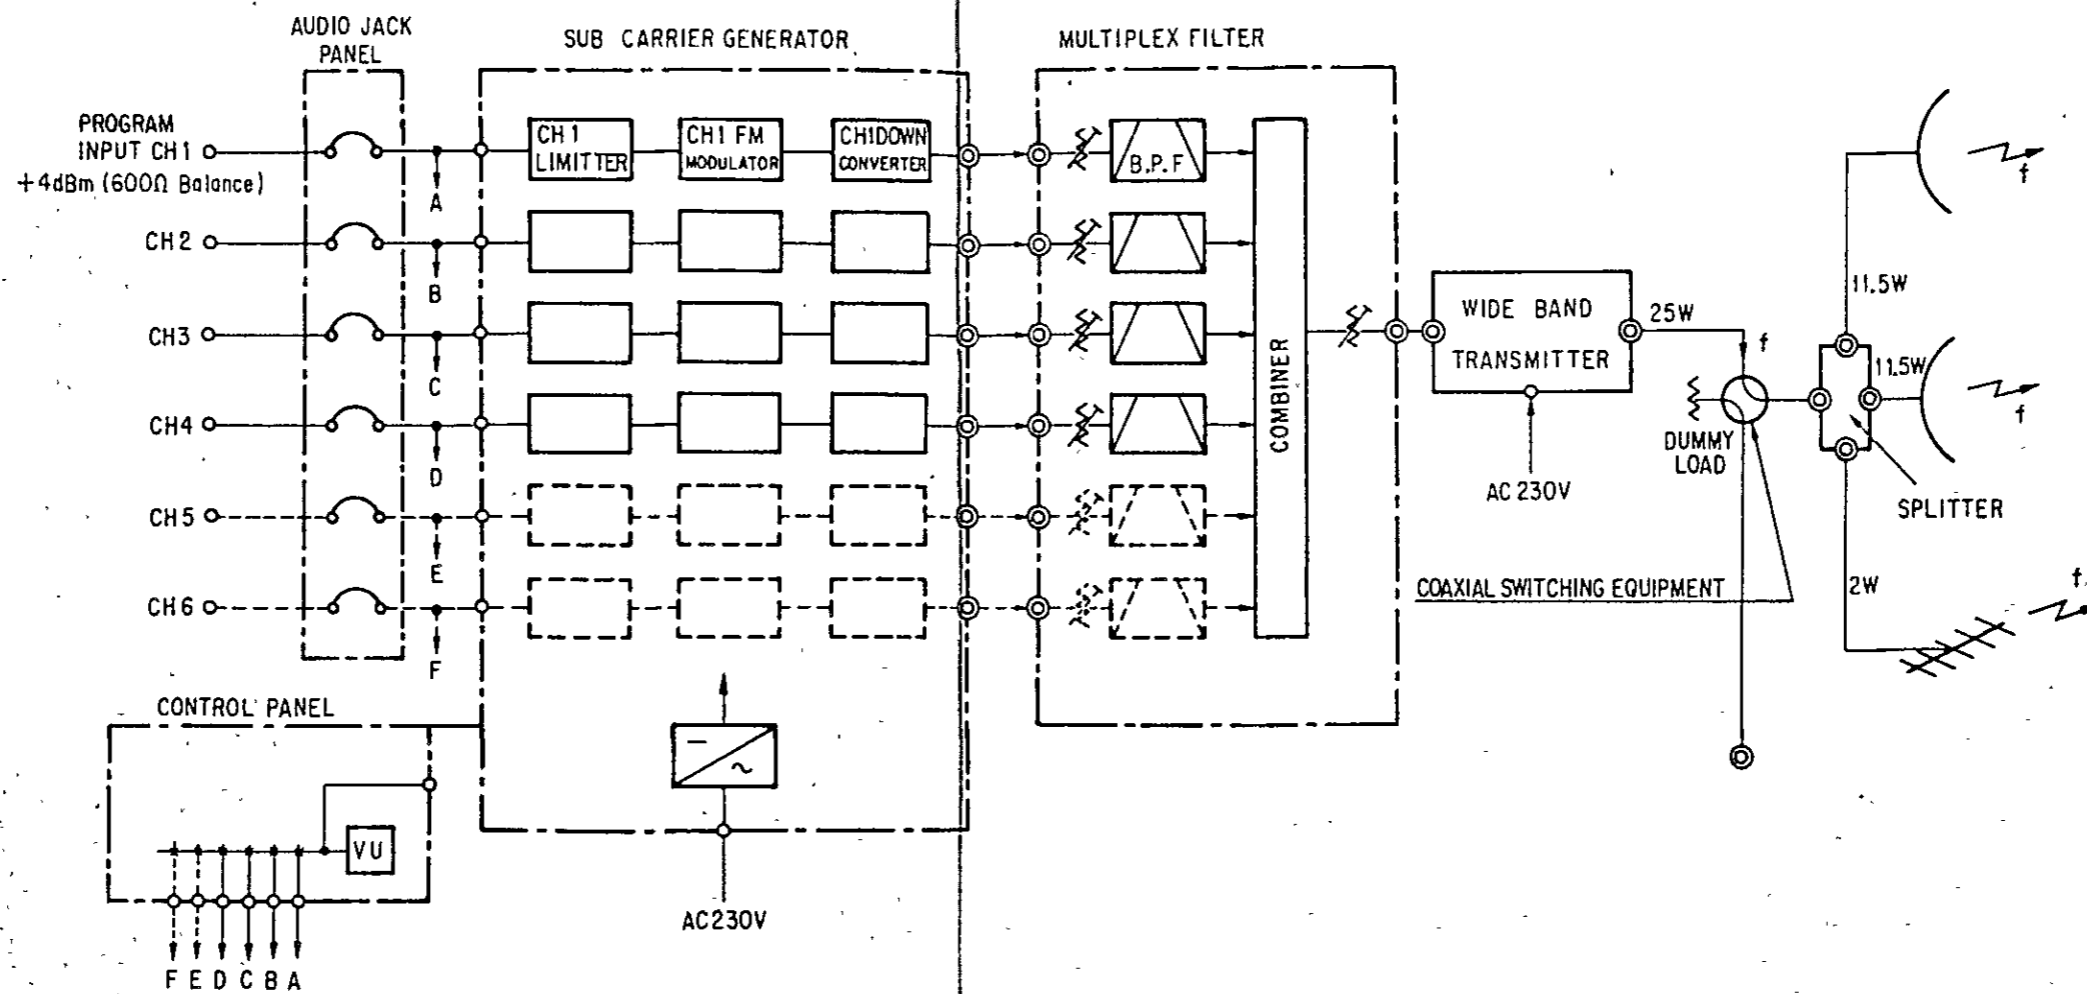 AUDIO JACK
PANEL
SUB CARRIER GENERATOR
MULTIPLEX FILTER
PROGRAM
INPUT CH1
+4dBm (600Ω Balance)
CH 1
LIMITTER
CH1 FM
MODULATOR
CH1DOWN
CONVERTER
B.P.F
A
CH2
B
CH3
C
CH4
D
CH5
E
CH6
F
COMBINER
WIDE BAND
TRANSMITTER
AC 230V
25W
f
DUMMY
LOAD
COAXIAL SWITCHING EQUIPMENT
11.5W
f
11.5W
f
SPLITTER
2W
f
CONTROL PANEL
VU
F E D C B A
–
~
AC230V